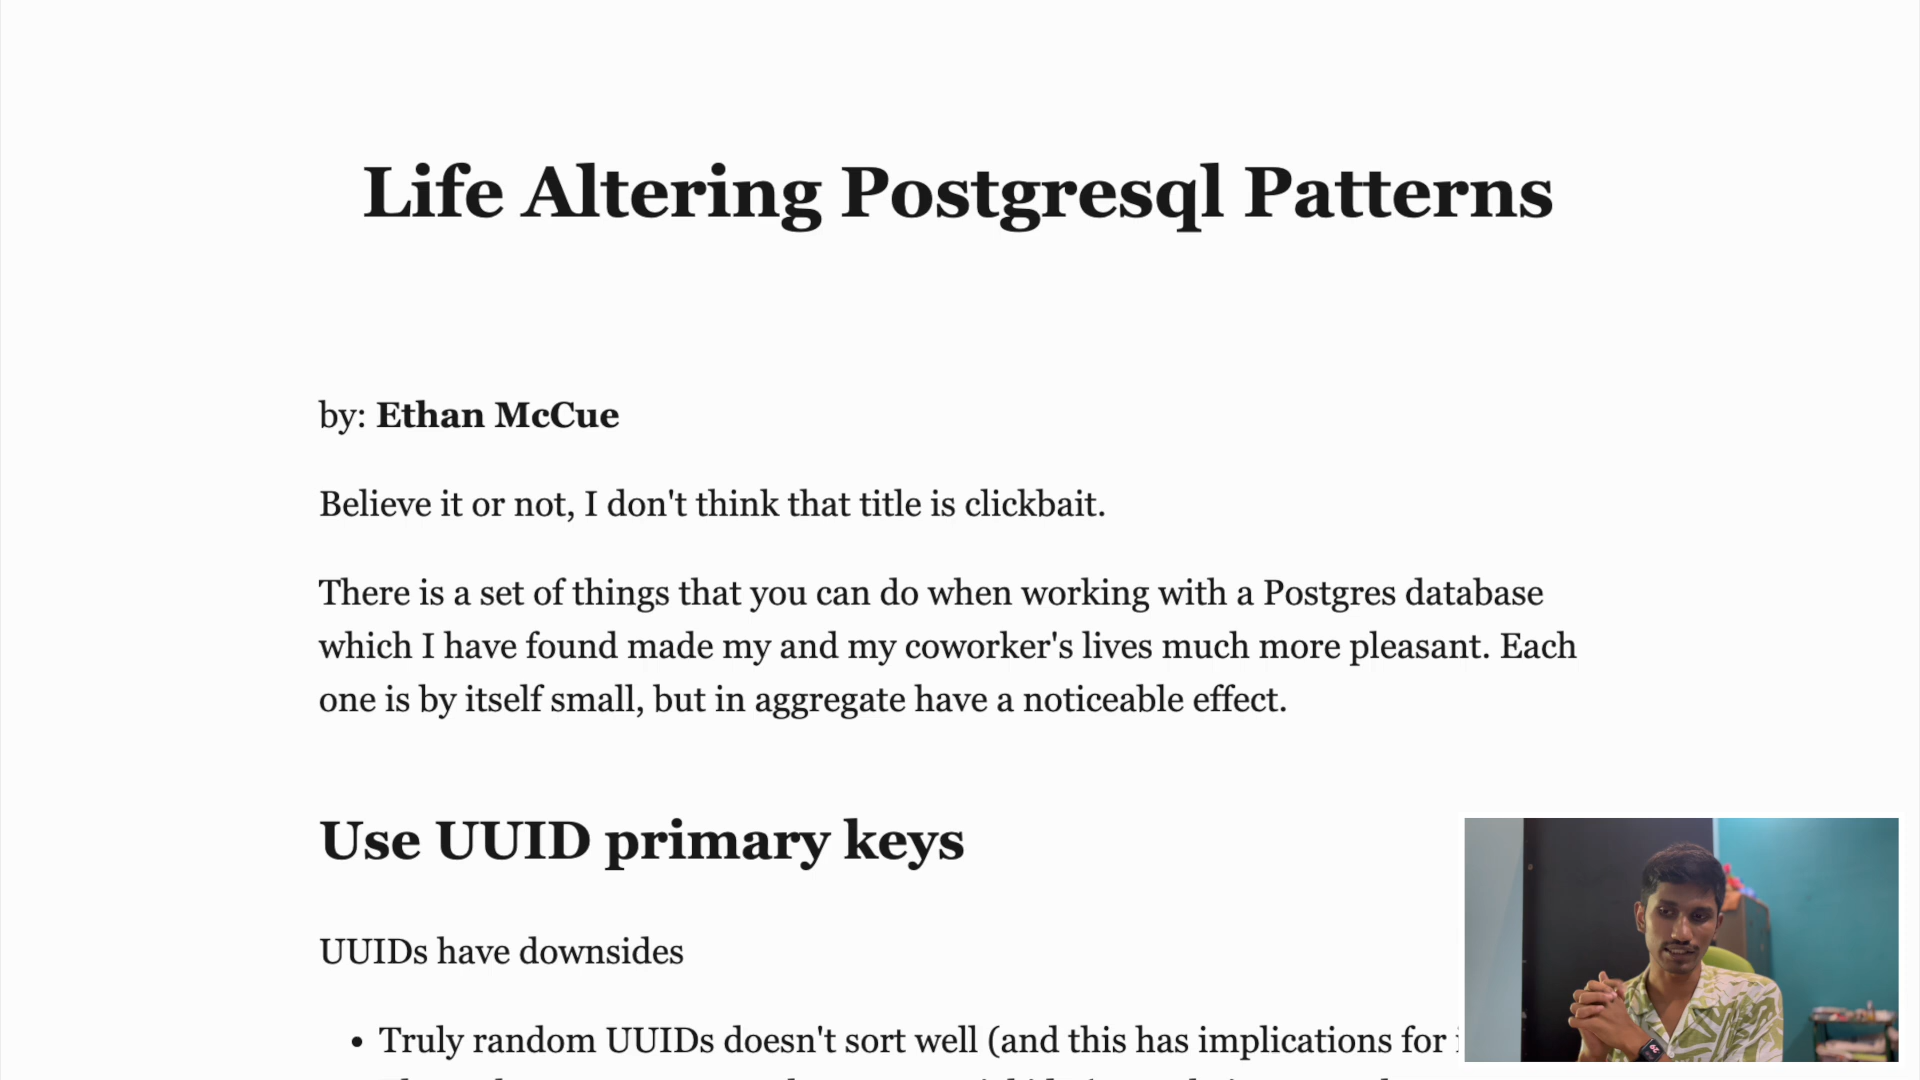 Life Altering Postgresql Patterns
by: Ethan McCue
Believe it or not, I don't think that title is clickbait.
There is a set of things that you can do when working with a Postgres database
which I have found made my and my coworker's lives much more pleasant. Each
one is by itself small, but in aggregate have a noticeable effect.
Use UUID primary keys
UUIDs have downsides
• Truly random UUIDs doesn't sort well (and this has implications for